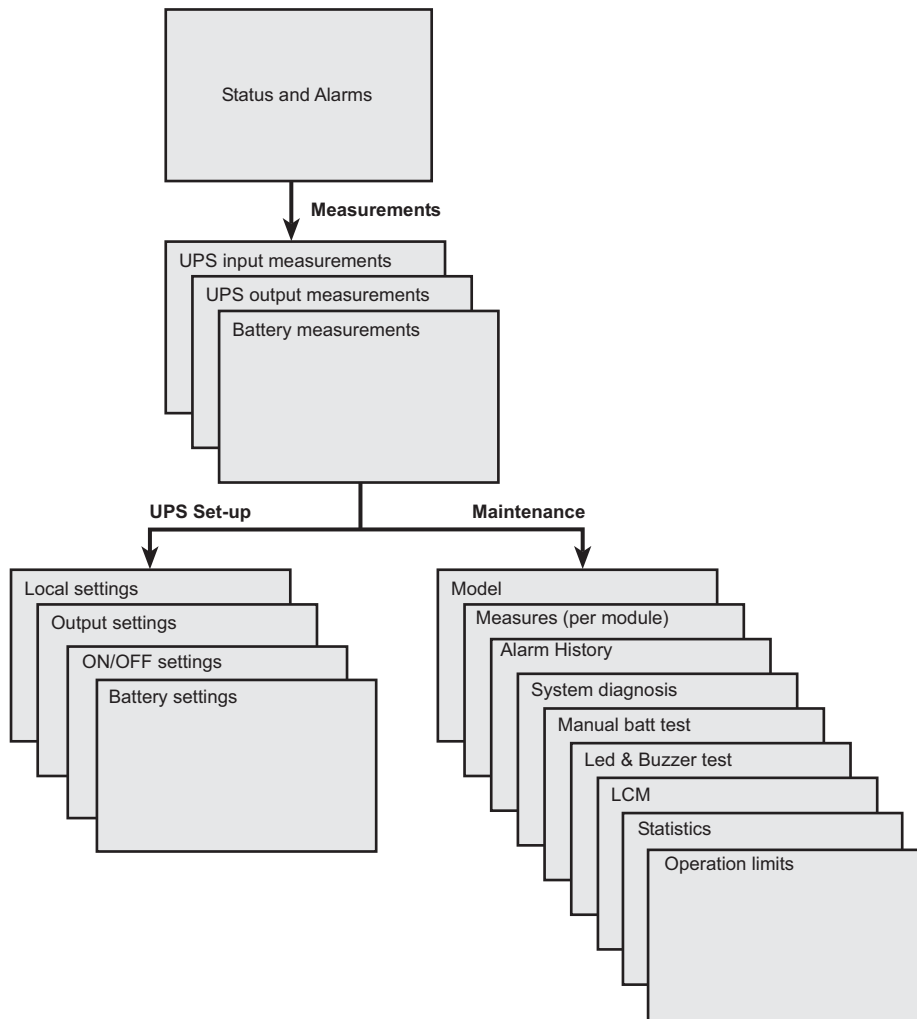 Status and Alarms
Measurements
UPS input measurements
UPS output measurements
Battery measurements
UPS Set-up
Maintenance
Local settings
Output settings
ON/OFF settings
Battery settings
Model
Measures (per module)
Alarm History
System diagnosis
Manual batt test
Led & Buzzer test
LCM
Statistics
Operation limits